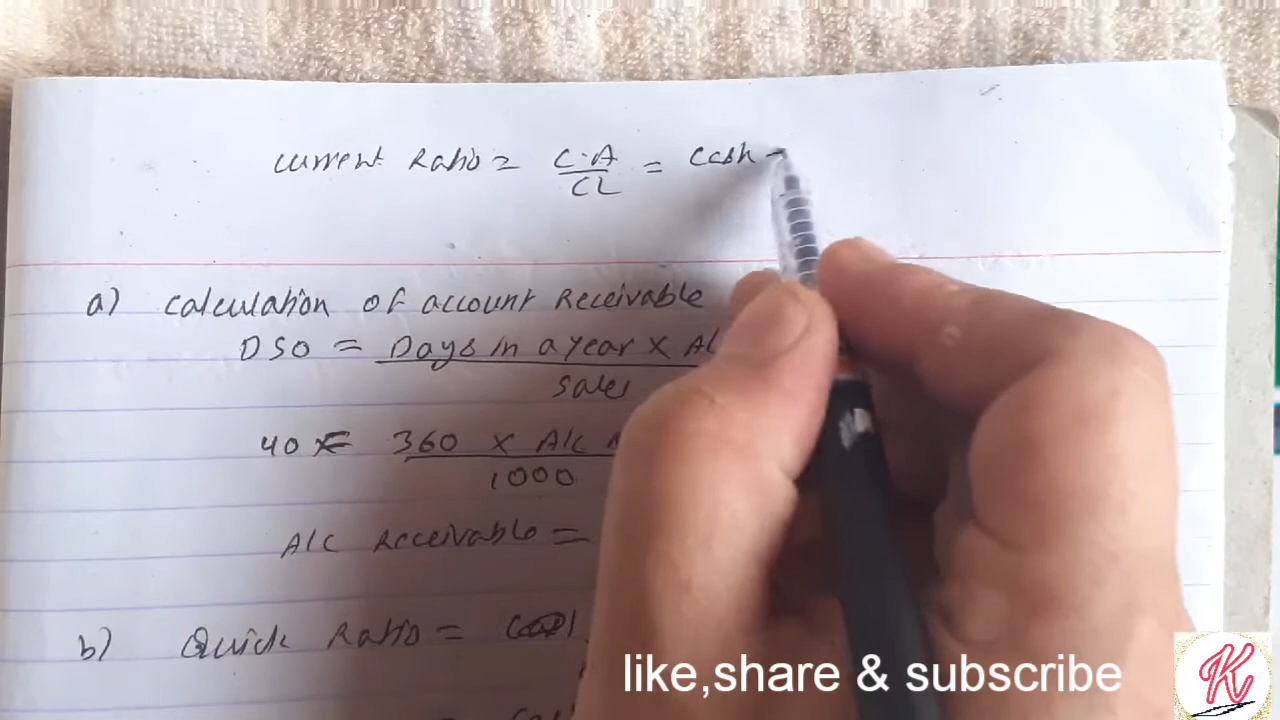 Current Ratio = C.A / CL = Cash
a) Calculation of account Receivable
DSO = Days in a year X A/c
Sales
40 = 360 X A/C
1000
A/C Receivable =
b) Quick Ratio =
like,share & subscribe
K